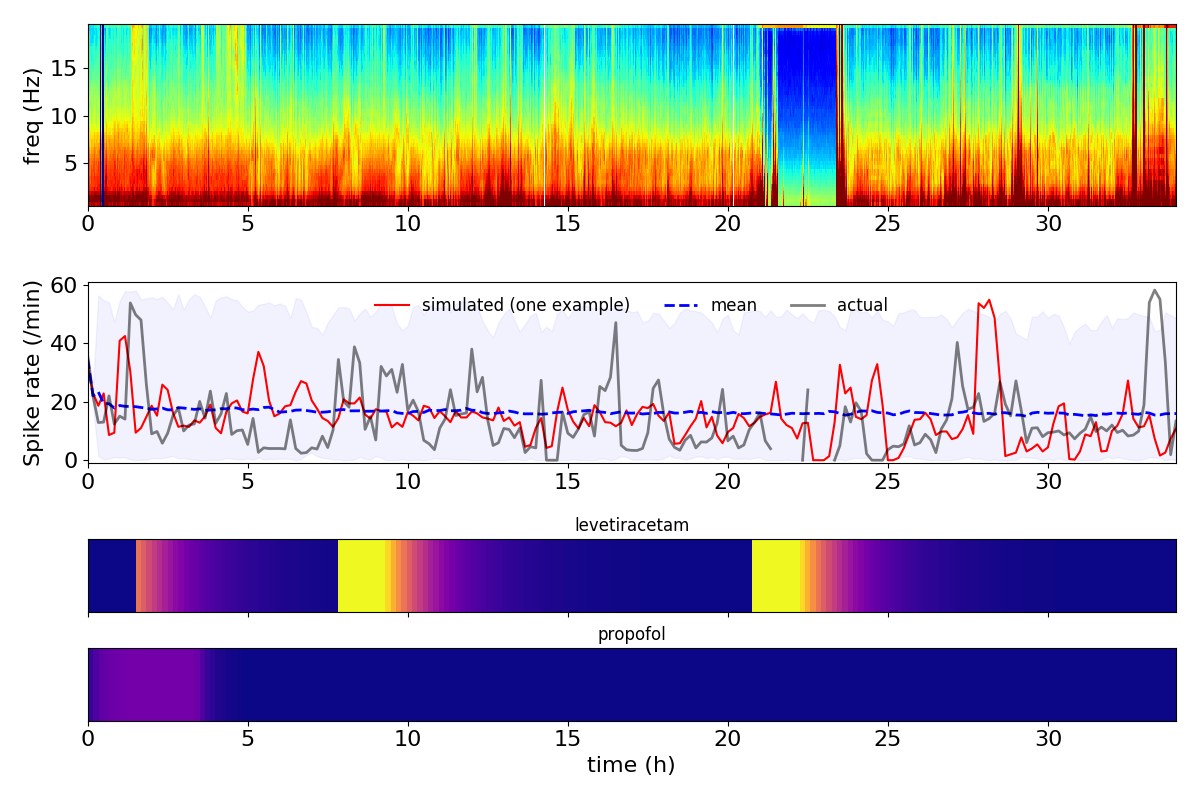 freq (Hz)
15
10
5
0 5 10 15 20 25 30
Spike rate (/min)
60
40
20
0
simulated (one example) mean actual
0 5 10 15 20 25 30
levetiracetam
propofol
0 5 10 15 20 25 30
time (h)